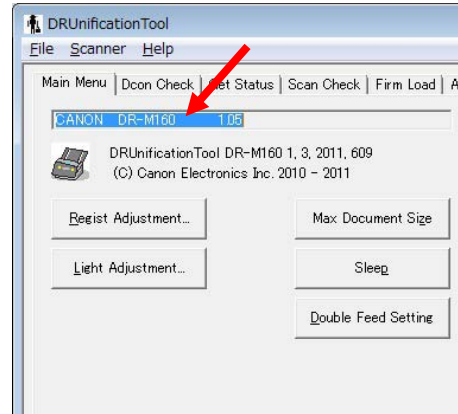 DRUnificationTool
File Scanner Help
Main Menu Dcon Check Get Status Scan Check Firm Load
CANON DR-M160 1.05
DRUnificationTool DR-M160 1, 3, 2011, 609
(C) Canon Electronics Inc. 2010 - 2011
Regist Adjustment... Max Document Size
Light Adjustment... Sleep
Double Feed Setting